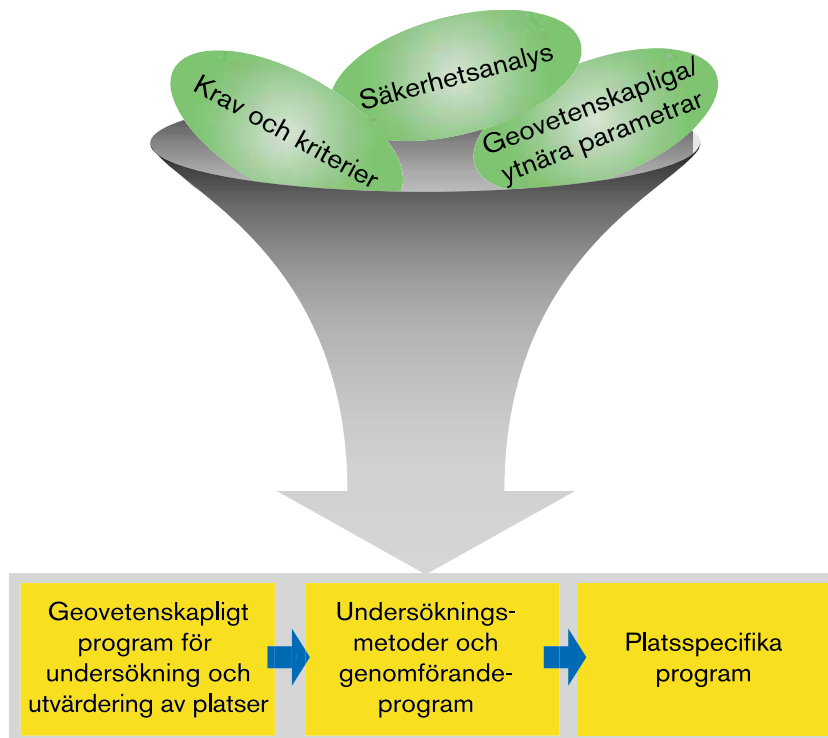 Krav och kriterier
Säkerhetsanalys
Geovetenskapliga/
ytnära parametrar
Geovetenskapligt
program för
undersökning och
utvärdering av platser
Undersöknings-
metoder och
genomförande-
program
Platsspecifika
program